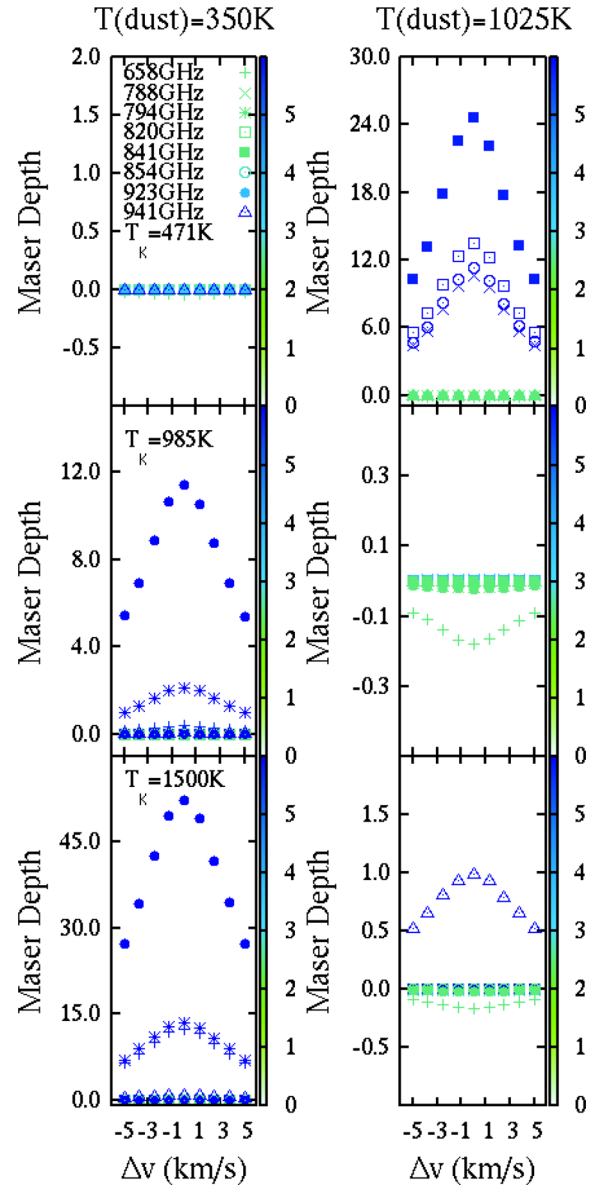 T(dust)=350K
T(dust)=1025K
2.0
1.5
1.0
0.5
0.0
-0.5
Maser Depth
658GHz
788GHz
794GHz
820GHz
841GHz
854GHz
923GHz
941GHz
T K =471K
5
4
3
2
1
0
30.0
24.0
18.0
12.0
6.0
0.0
Maser Depth
5
4
3
2
1
0
12.0
8.0
4.0
0.0
Maser Depth
T K =985K
5
4
3
2
1
0
0.3
0.1
-0.1
-0.3
Maser Depth
5
4
3
2
1
0
45.0
30.0
15.0
0.0
Maser Depth
T K =1500K
5
4
3
2
1
0
1.5
1.0
0.5
0.0
-0.5
Maser Depth
5
4
3
2
1
0
-5 -3 -1 1 3 5
-5 -3 -1 1 3 5
Δv (km/s)
Δv (km/s)